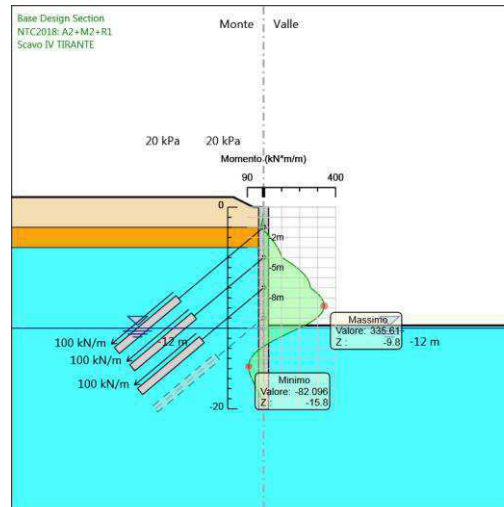 Base Design Section
NTC2018: A2+M2+R1
Scavo IV TIRANTE
Monte Valle
20 kPa 20 kPa
Momento (kN*m/m)
90 400
0
-2m
-5m
-8m
Massimo
Valore: 335.61
Z : -9.8
-12 m -12 m
100 kN/m
100 kN/m
100 kN/m
Minimo
Valore: -82.096
Z : -15.8
-20